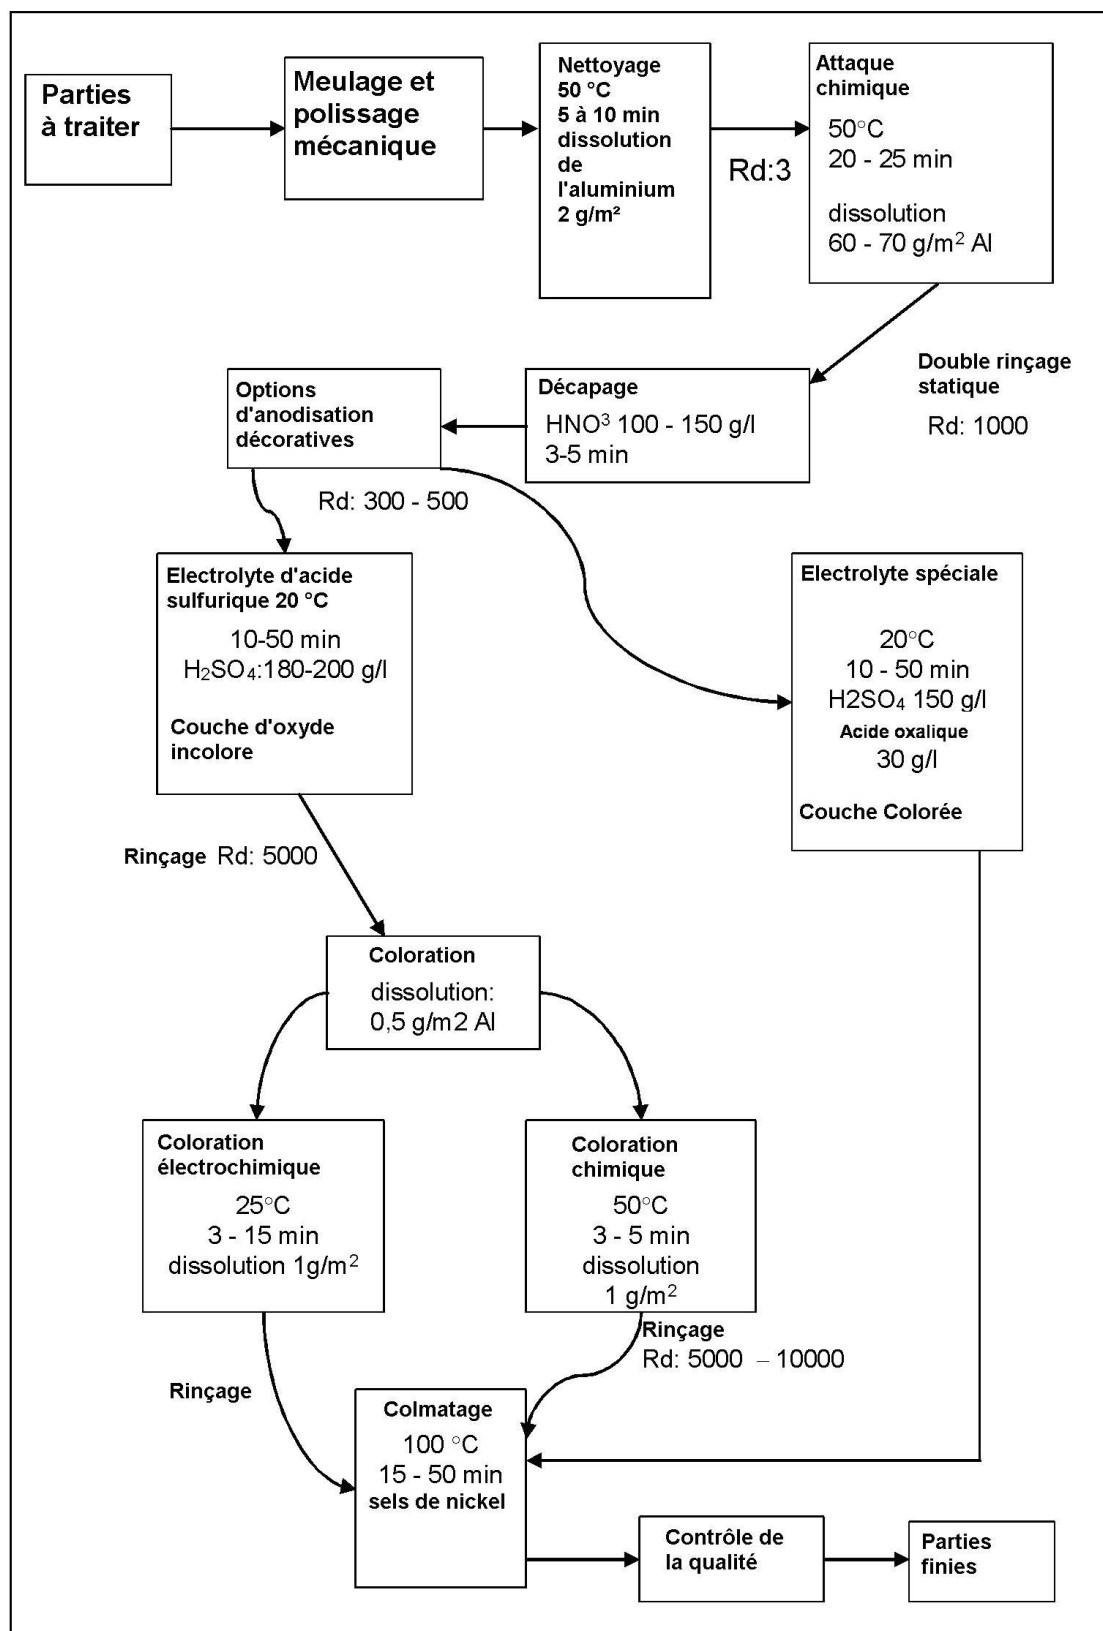 Parties
à traiter
Meulage et
polissage
mécanique
Nettoyage
50 °C
5 à 10 min
dissolution
de
l'aluminium
2 g/m²
Rd:3
Attaque
chimique
50°C
20 - 25 min
dissolution
60 - 70 g/m² Al
Double rinçage
statique
Rd: 1000
Décapage
HNO³ 100 - 150 g/l
3-5 min
Options
d'anodisation
décoratives
Rd: 300 - 500
Electrolyte d'acide
sulfurique 20 °C
10-50 min
H₂SO₄:180-200 g/l
Couche d'oxyde
incolore
Electrolyte spéciale
20°C
10 - 50 min
H2SO₄ 150 g/l
Acide oxalique
30 g/l
Couche Colorée
Rinçage Rd: 5000
Coloration
dissolution:
0,5 g/m2 Al
Coloration
électrochimique
25°C
3 - 15 min
dissolution 1g/m²
Coloration
chimique
50°C
3 - 5 min
dissolution
1 g/m²
Rinçage
Rd: 5000 – 10000
Rinçage
Colmatage
100 °C
15 - 50 min
sels de nickel
Contrôle de
la qualité
Parties
finies